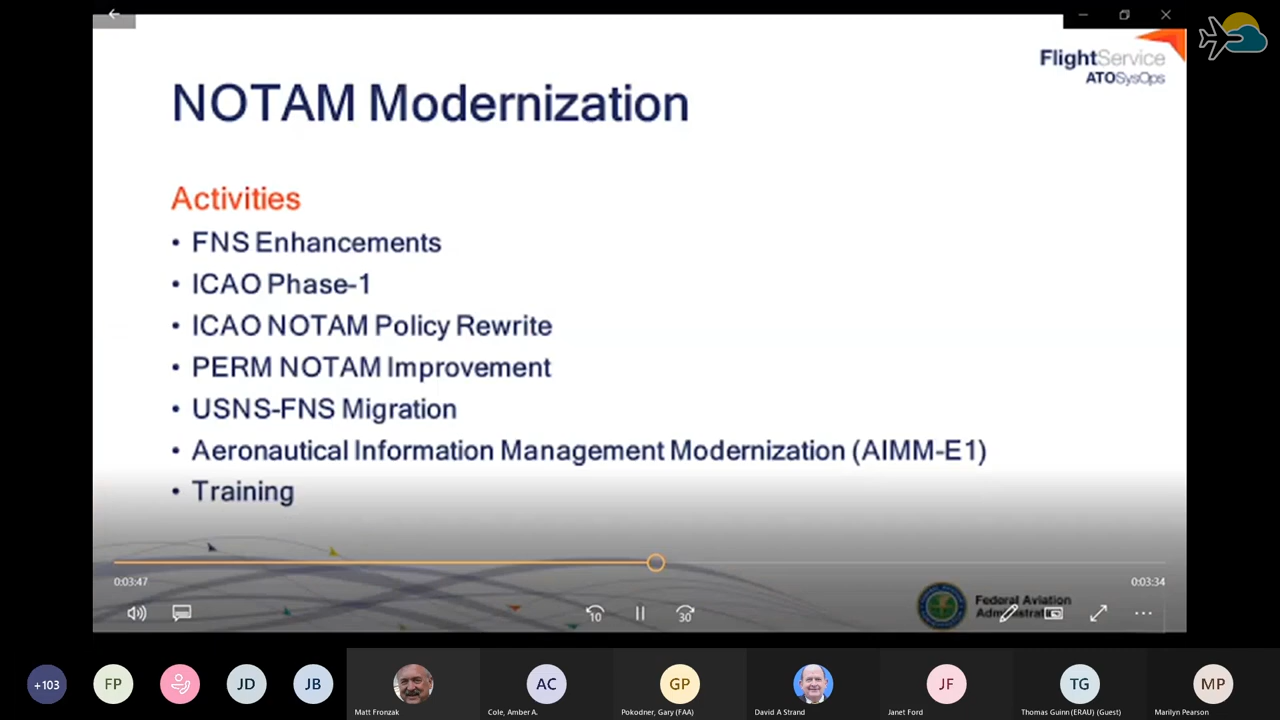 FlightService
ATOSysOps
NOTAM Modernization
Activities
• FNS Enhancements
• ICAO Phase-1
• ICAO NOTAM Policy Rewrite
• PERM NOTAM Improvement
• USNS-FNS Migration
• Aeronautical Information Management Modernization (AIMM-E1)
• Training
0:03:47
0:03:34
10
30
Federal Aviation
+103
FP
JD
JB
AC
GP
JF
TG
MP
Matt Fronzak
Cole, Amber A.
Pokodner, Gary (FAA)
David A Strand
Janet Ford
Thomas Guinn (ERAU) (Guest)
Marilyn Pearson